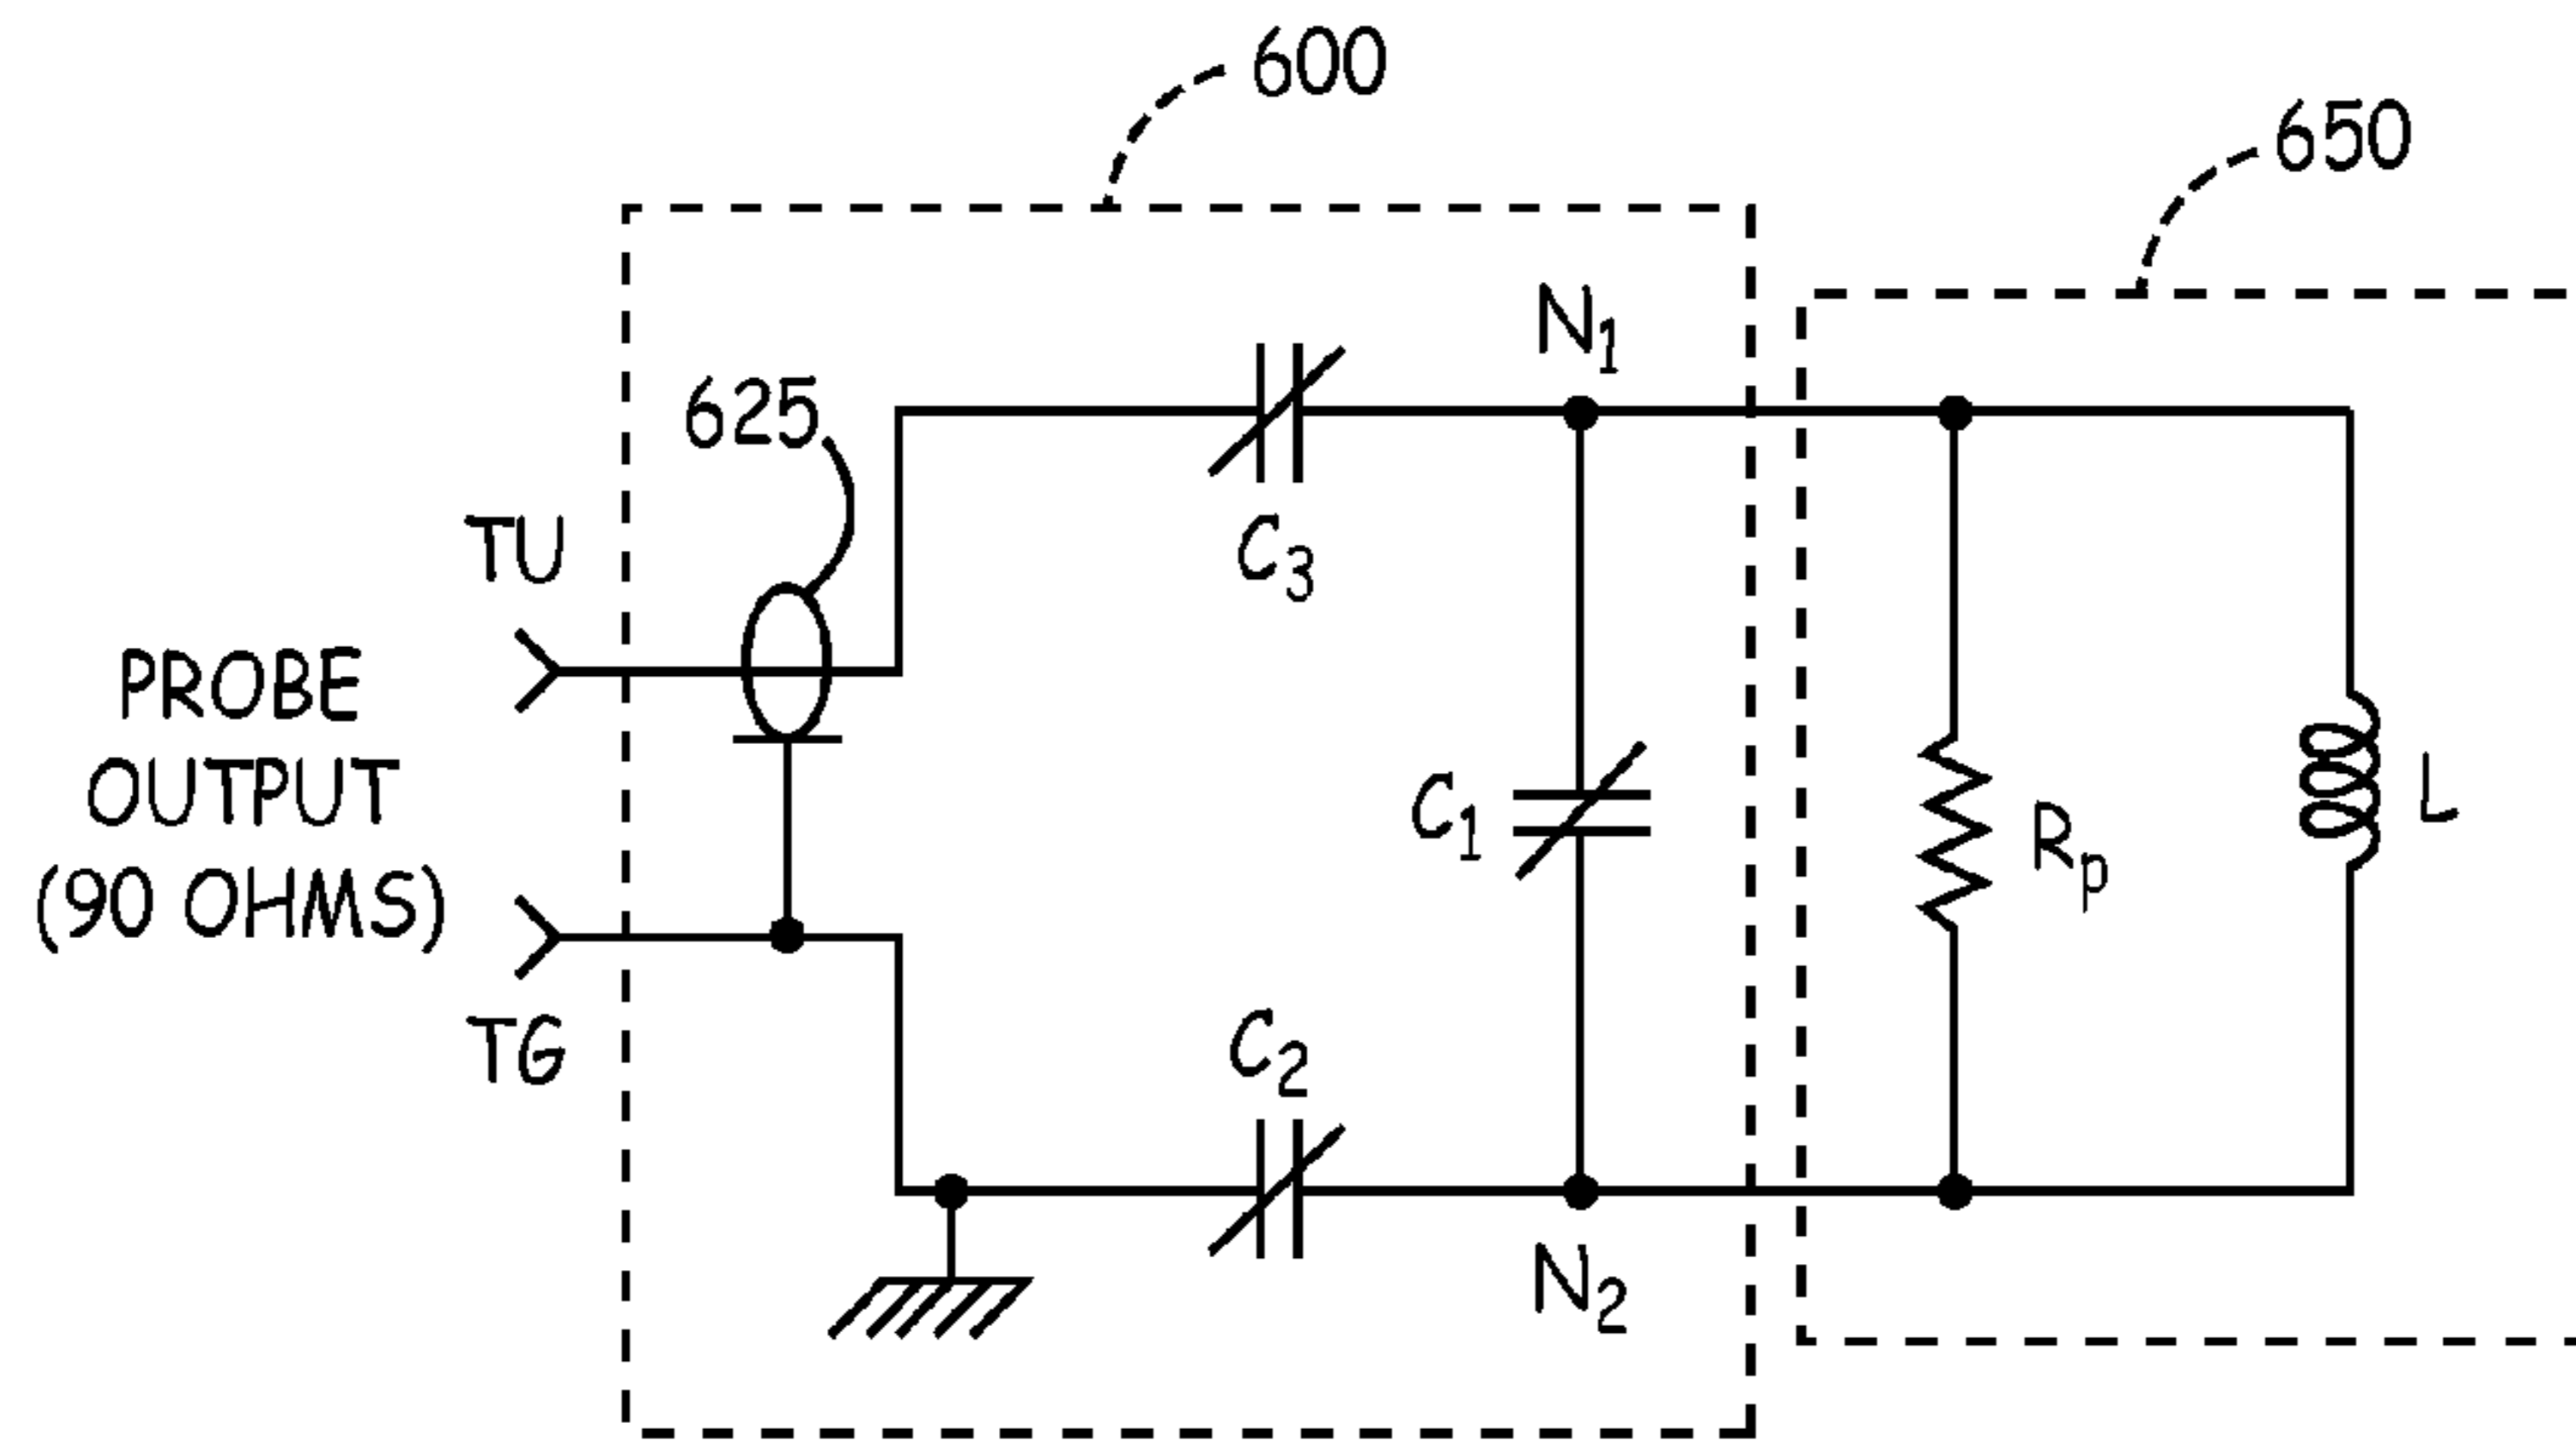 600
650
N1
625
C3
TU
PROBE
OUTPUT
(90 OHMS)
C1
Rp
L
TG
C2
N2